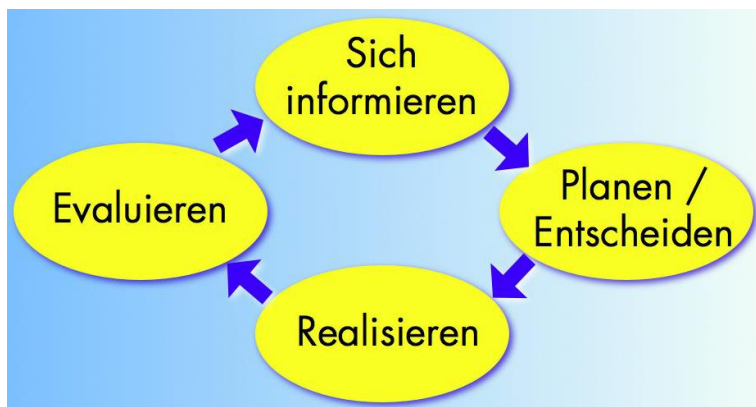 Sich
informieren
Planen /
Entscheiden
Realisieren
Evaluieren